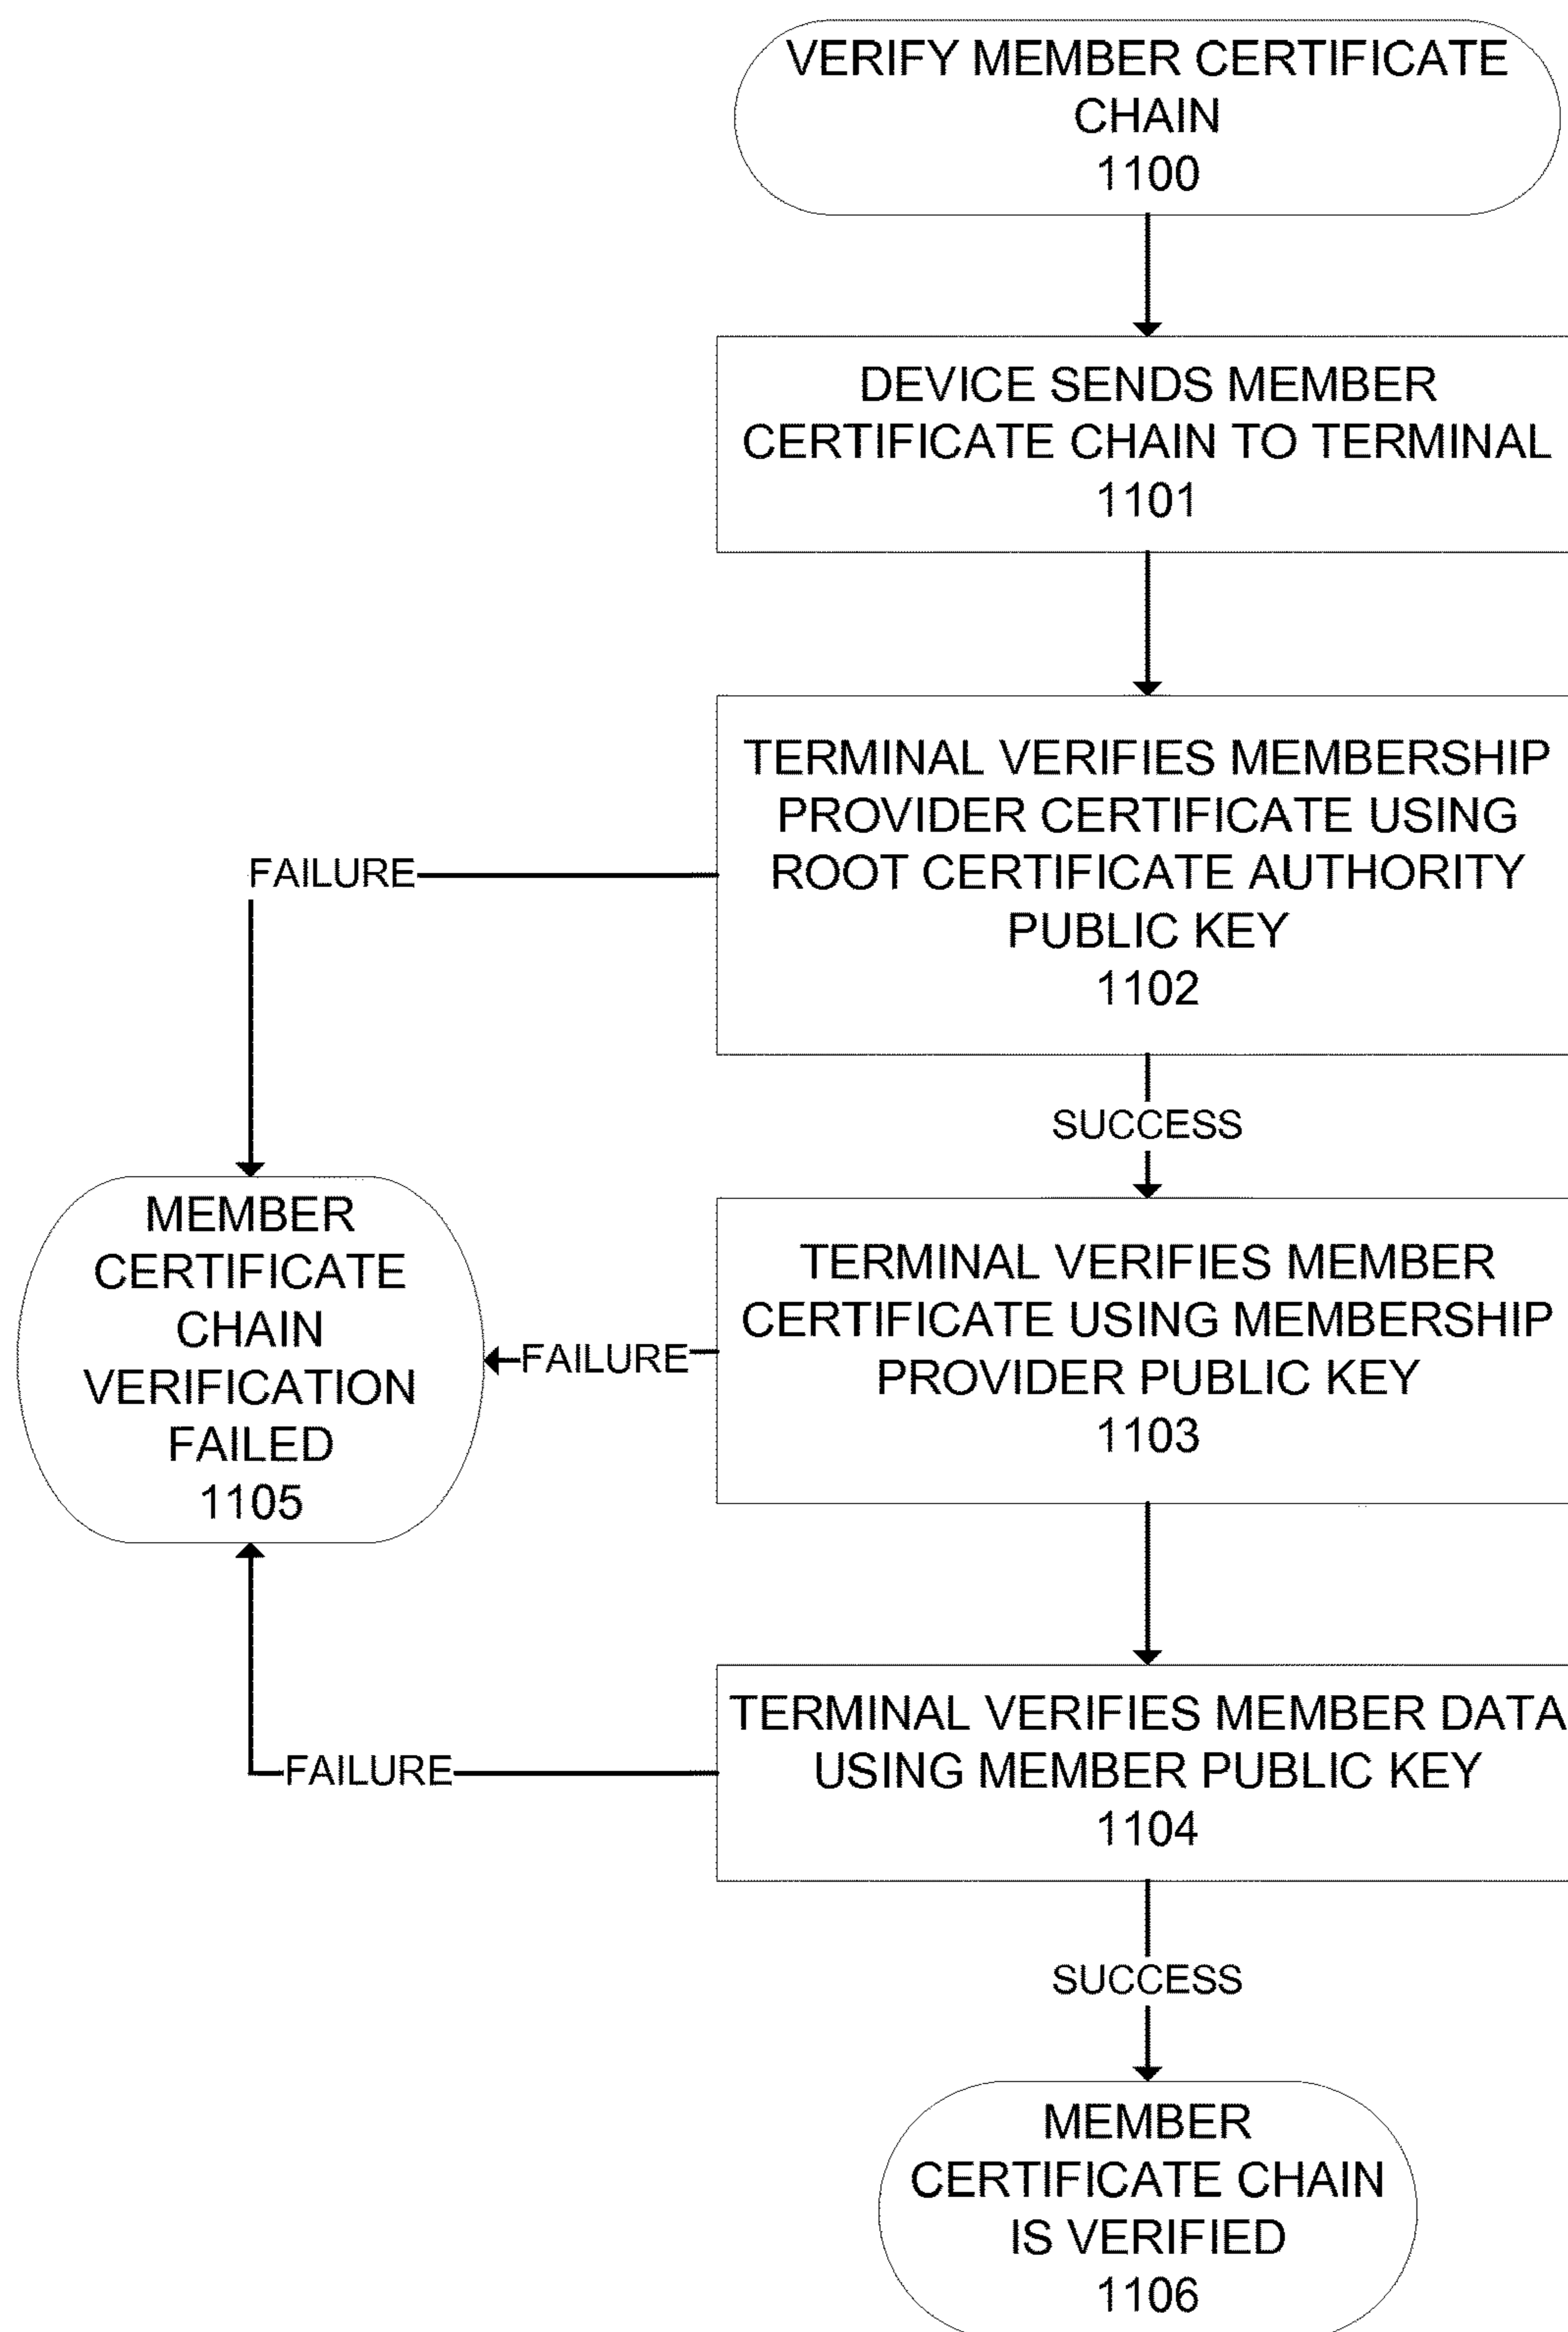 VERIFY MEMBER CERTIFICATE
CHAIN
1100
DEVICE SENDS MEMBER
CERTIFICATE CHAIN TO TERMINAL
1101
TERMINAL VERIFIES MEMBERSHIP
PROVIDER CERTIFICATE USING
ROOT CERTIFICATE AUTHORITY
PUBLIC KEY
1102
FAILURE
SUCCESS
MEMBER
CERTIFICATE
CHAIN
VERIFICATION
FAILED
1105
FAILURE
TERMINAL VERIFIES MEMBER
CERTIFICATE USING MEMBERSHIP
PROVIDER PUBLIC KEY
1103
TERMINAL VERIFIES MEMBER DATA
USING MEMBER PUBLIC KEY
1104
FAILURE
SUCCESS
MEMBER
CERTIFICATE CHAIN
IS VERIFIED
1106